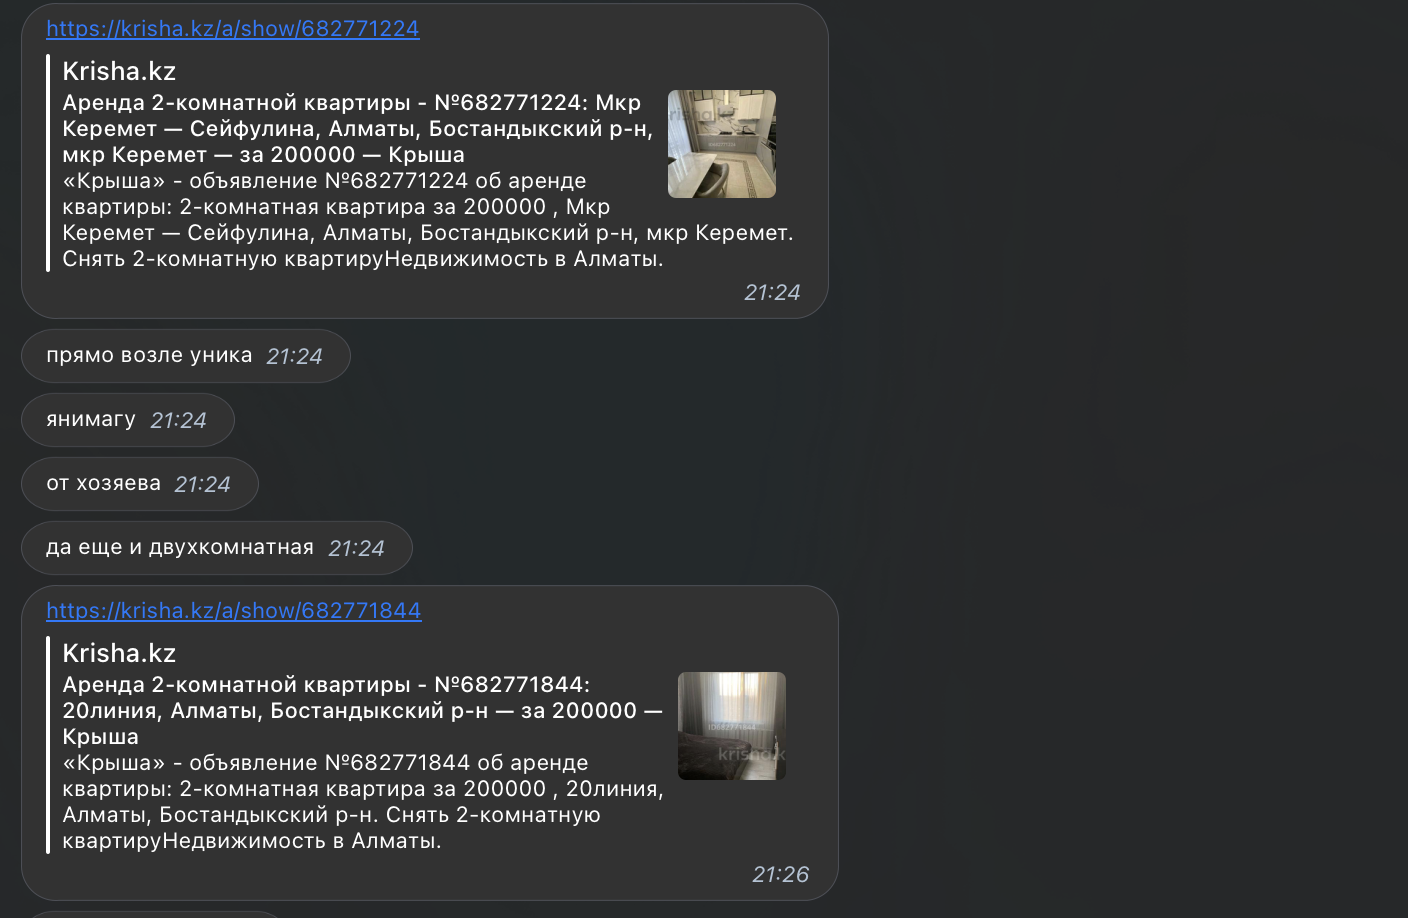 https://krisha.kz/a/show/682771224
Krisha.kz
Аренда 2-комнатной квартиры - №682771224: Мкр
Керемет — Сейфулина, Алматы, Бостандыкский р-н,
мкр Керемет — за 200000 — Крыша
«Крыша» - объявление №682771224 об аренде
квартиры: 2-комнатная квартира за 200000 , Мкр
Керемет — Сейфулина, Алматы, Бостандыкский р-н, мкр Керемет.
Снять 2-комнатную квартируНедвижимость в Алматы.
21:24
прямо возле уника 21:24
янимагу 21:24
от хозяева 21:24
да еще и двухкомнатная 21:24
https://krisha.kz/a/show/682771844
Krisha.kz
Аренда 2-комнатной квартиры - №682771844:
20линия, Алматы, Бостандыкский р-н — за 200000 —
Крыша
«Крыша» - объявление №682771844 об аренде
квартиры: 2-комнатная квартира за 200000 , 20линия,
Алматы, Бостандыкский р-н. Снять 2-комнатную
квартируНедвижимость в Алматы.
krisha.k
21:26